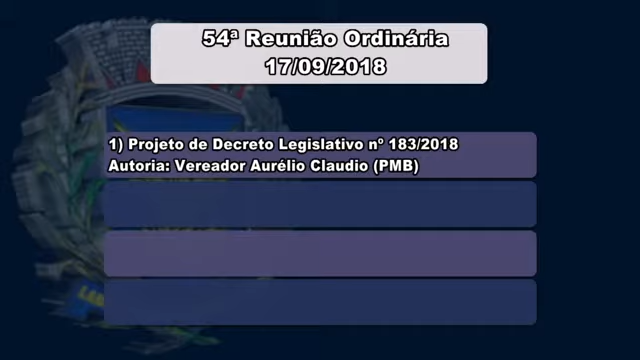 54ª Reunião Ordinária
17/09/2018
1) Projeto de Decreto Legislativo nº 183/2018
Autoria: Vereador Aurélio Claudio (PMB)